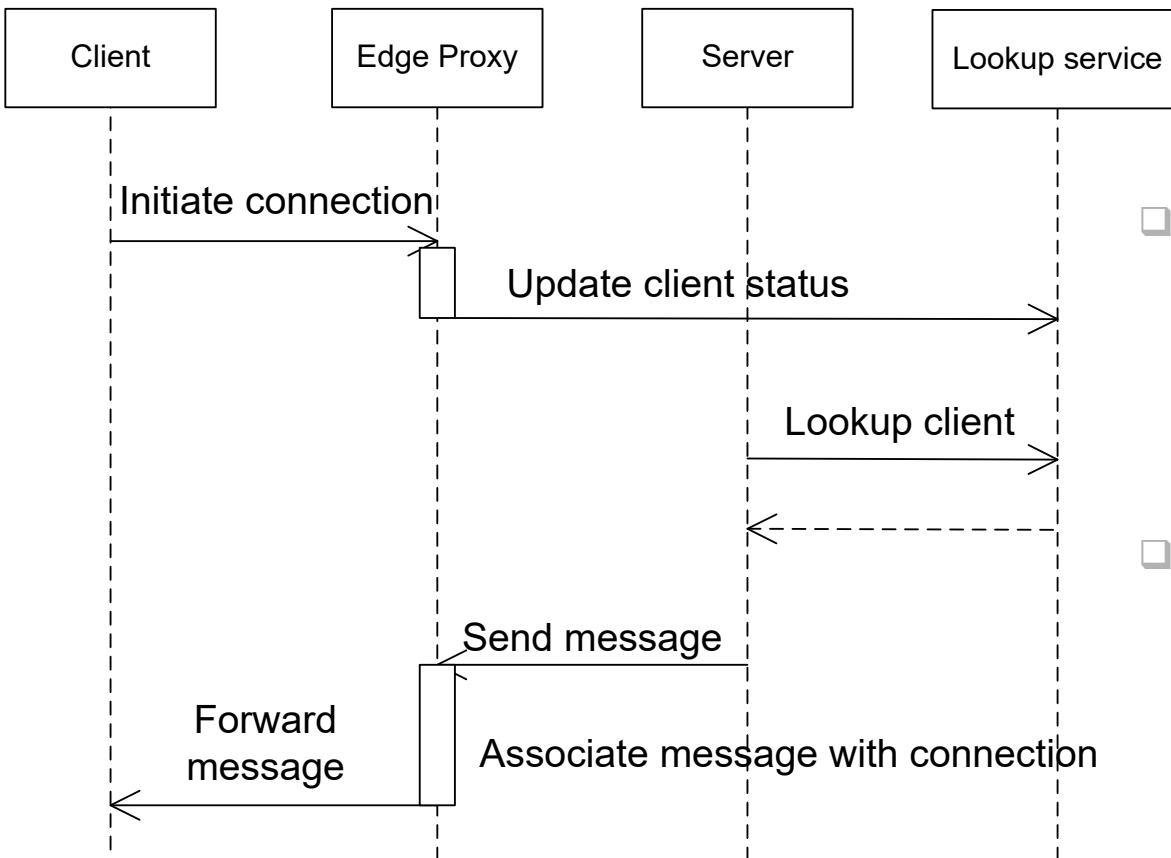 Client
Edge Proxy
Server
Lookup service
Initiate connection
Update client status
Lookup client
Send message
Forward
message
Associate message with connection